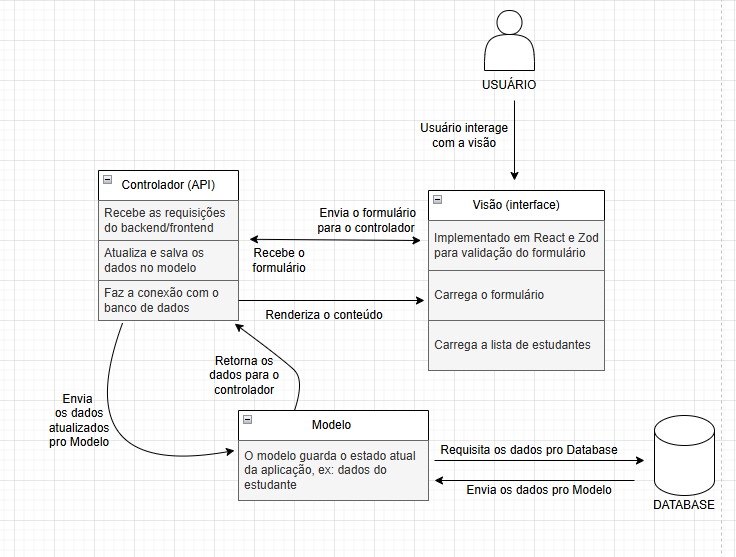 USUÁRIO
Usuário interage
com a visão
Controlador (API)
Recebe as requisições
do backend/frontend
Atualiza e salva os
dados no modelo
Faz a conexão com o
banco de dados
Envia o formulário
para o controlador
Recebe o
formulário
Renderiza o conteúdo
Visão (interface)
Implementado em React e Zod
para validação do formulário
Carrega o formulário
Carrega a lista de estudantes
Retorna os
dados para o
controlador
Envia
os dados
atualizados
pro Modelo
Modelo
O modelo guarda o estado atual
da aplicação, ex: dados do
estudante
Requisita os dados pro Database
Envia os dados pro Modelo
DATABASE